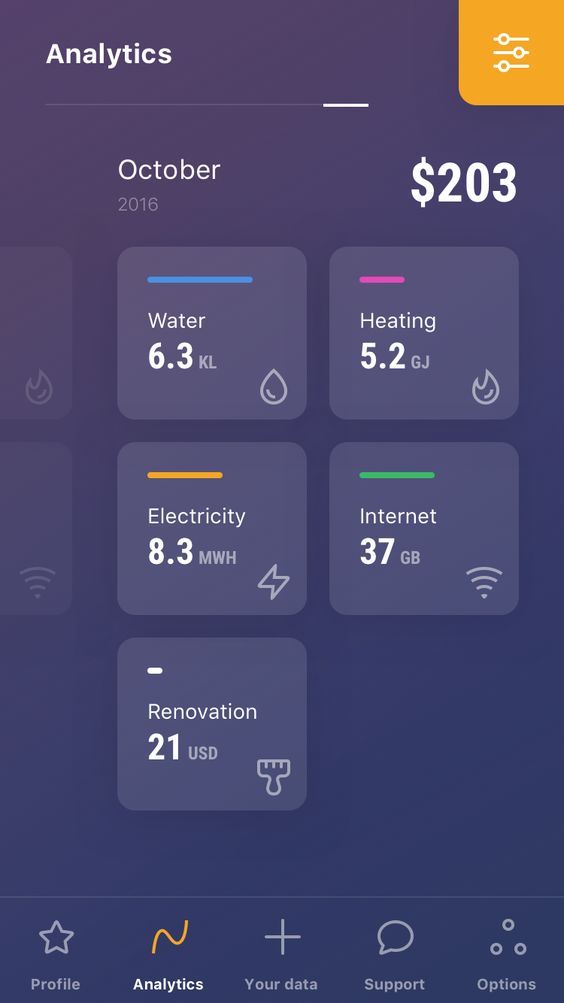 Analytics
October
2016
$203
Water
6.3 KL
Heating
5.2 GJ
Electricity
8.3 MWH
Internet
37 GB
Renovation
21 USD
Profile
Analytics
Your data
Support
Options